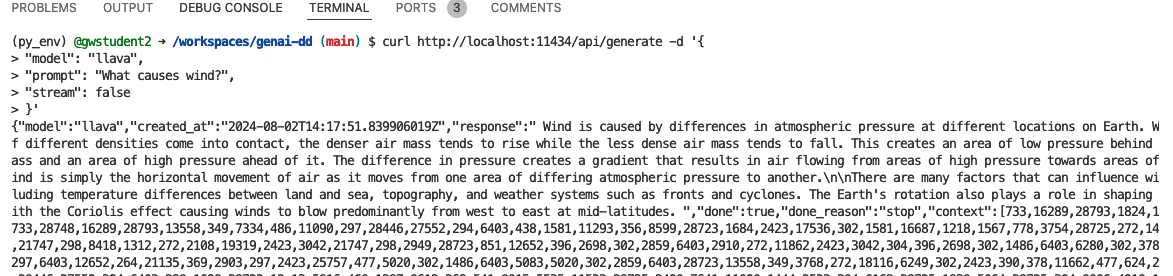 PROBLEMS OUTPUT DEBUG CONSOLE TERMINAL PORTS 3 COMMENTS
(py_env) @gwstudent2 → /workspaces/genai-dd (main) $ curl http://localhost:11434/api/generate -d '{
> "model": "llava",
> "prompt": "What causes wind?",
> "stream": false
> }'
{"model":"llava","created_at":"2024-08-02T14:17:51.839906019Z","response":" Wind is caused by differences in atmospheric pressure at different locations on Earth. W
f different densities come into contact, the denser air mass tends to rise while the less dense air mass tends to fall. This creates an area of low pressure behind
ass and an area of high pressure ahead of it. The difference in pressure creates a gradient that results in air flowing from areas of high pressure towards areas of
ind is simply the horizontal movement of air as it moves from one area of differing atmospheric pressure to another.\n\nThere are many factors that can influence wi
luding temperature differences between land and sea, topography, and weather systems such as fronts and cyclones. The Earth's rotation also plays a role in shaping
ith the Coriolis effect causing winds to blow predominantly from west to east at mid-latitudes. ","done":true,"done_reason":"stop","context":[733,16289,28793,1824,1
733,28748,16289,28793,13558,349,7334,486,11090,297,28446,27552,294,6403,438,1581,11293,356,8599,28723,1684,2423,17536,302,1581,16687,1218,1567,778,3754,28725,272,14
,21747,298,8418,1312,272,2108,19319,2423,3042,21747,298,2949,28723,851,12652,396,2698,302,2859,6403,2910,272,11862,2423,3042,304,396,2698,302,1486,6403,6280,302,378
297,6403,12652,264,21135,369,2903,297,2423,25757,477,5020,302,1486,6403,5083,5020,302,2859,6403,28723,13558,349,3768,272,18116,6249,302,2423,390,378,11662,477,624,2